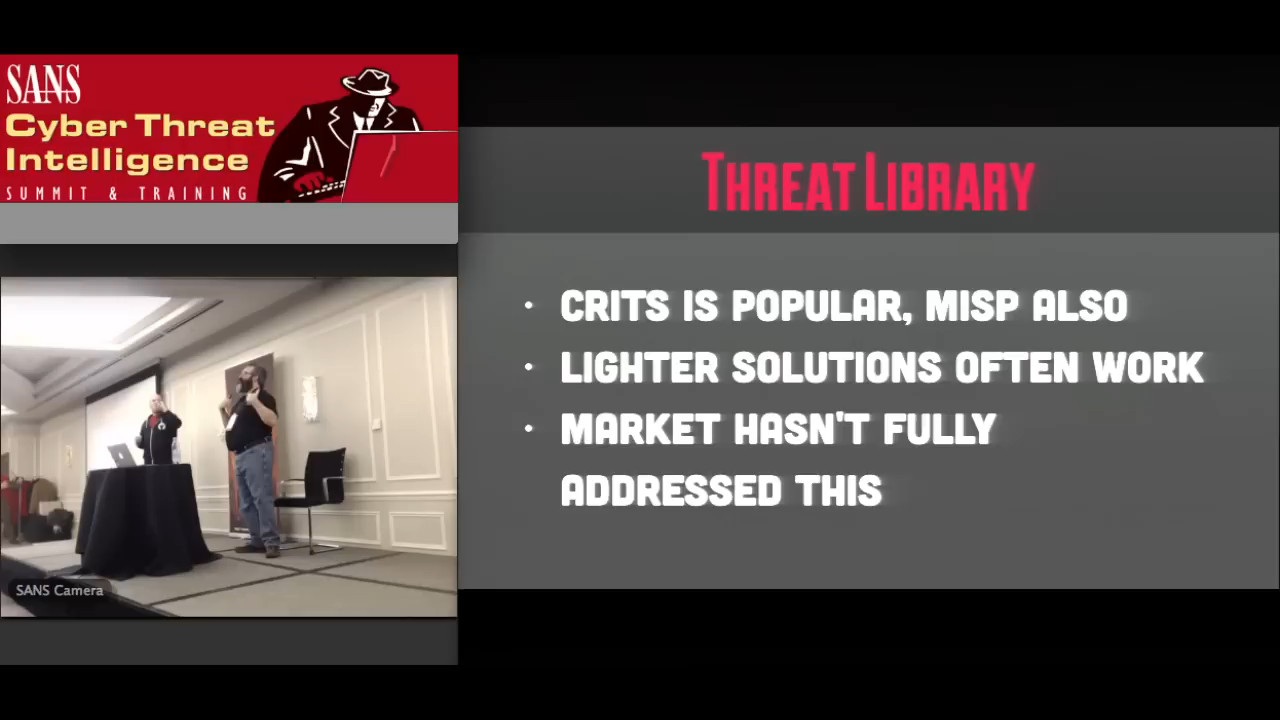 SANS
Cyber Threat
Intelligence
SUMMIT & TRAINING
THREAT LIBRARY
• CRITS IS POPULAR, MISP ALSO
• LIGHTER SOLUTIONS OFTEN WORK
• MARKET HASN'T FULLY
ADDRESSED THIS
SANS Camera